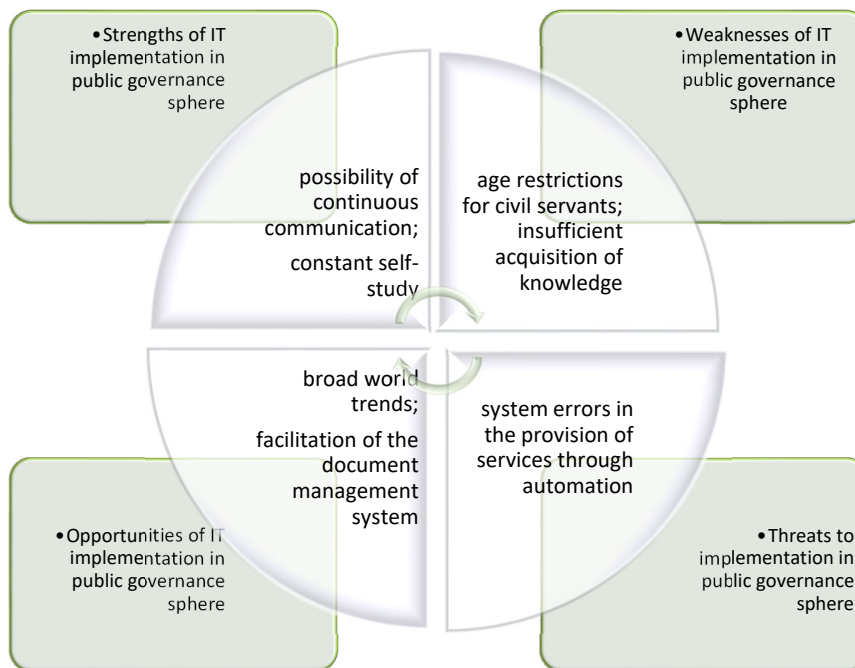 •Strengths of IT
implementation in
public governance
sphere
•Weaknesses of IT
implementation in
public governance
sphere
possibility of
continuous
communication;
constant self-
study
age restrictions
for civil servants;
insufficient
acquisition of
knowledge
broad world
trends;
facilitation of the
document
management
system
system errors in
the provision of
services through
automation
•Opportunities of IT
implementation in
public governance
sphere
•Threats to
implementation in
public governance
sphere